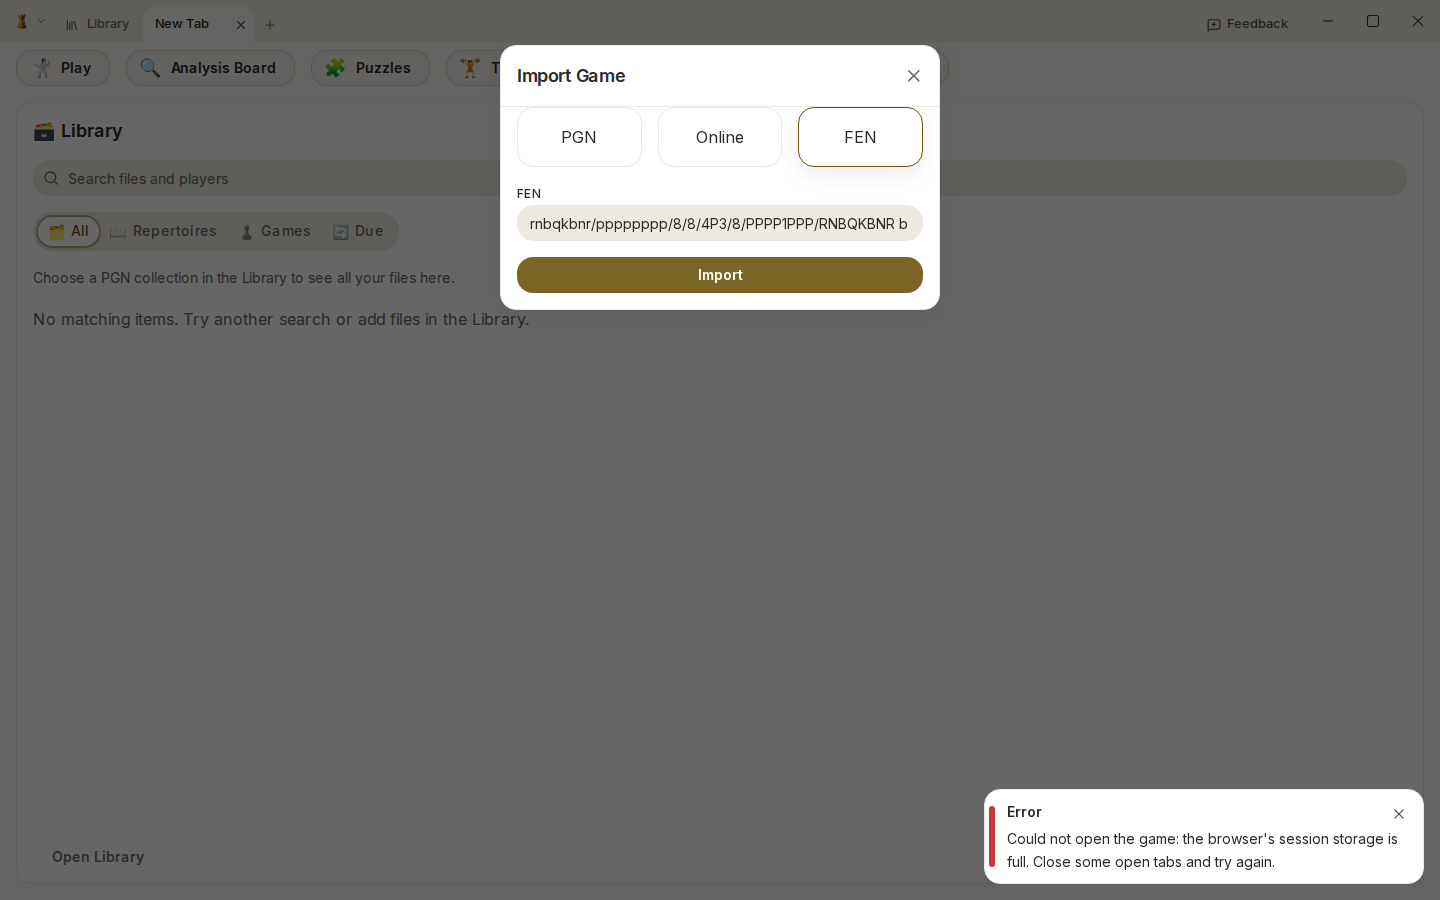 Library
New Tab
Feedback
Play
Analysis Board
Puzzles
T
Import Game
PGN
Online
FEN
FEN
rnbqkbnr/pppppppp/8/8/4P3/8/PPPP1PPP/RNBQKBNR b
Import
Library
Search files and players
All
Repertoires
Games
Due
Choose a PGN collection in the Library to see all your files here.
No matching items. Try another search or add files in the Library.
Open Library
Error
Could not open the game: the browser's session storage is
full. Close some open tabs and try again.